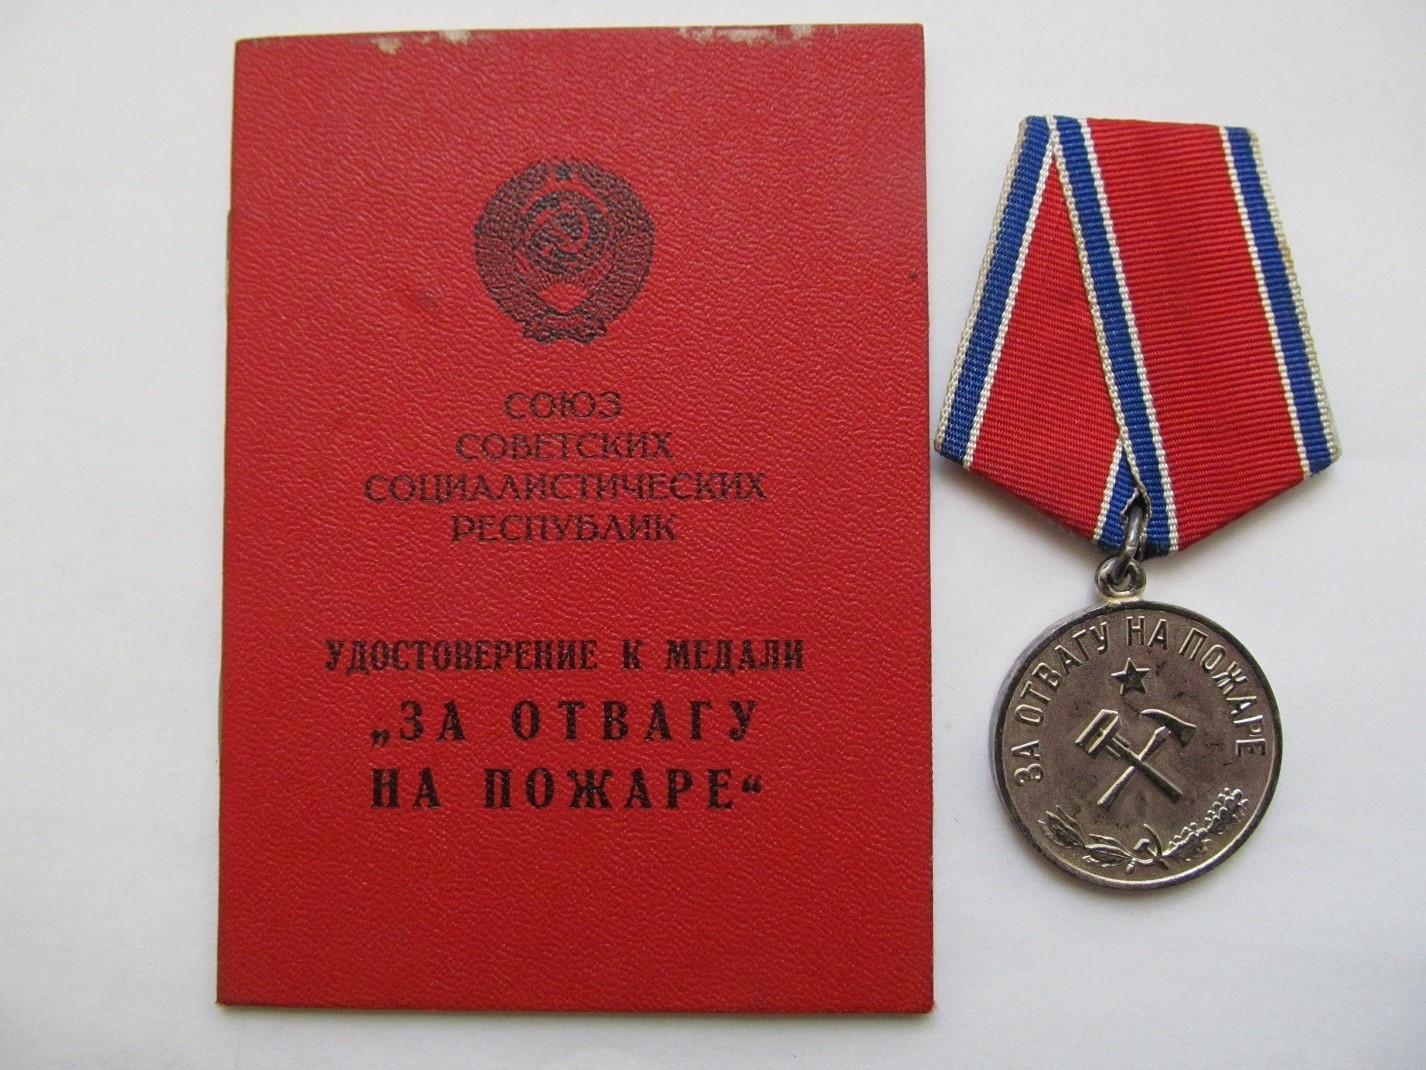 СОЮЗ
СОВЕТСКИХ
СОЦИАЛИСТИЧЕСКИХ
РЕСПУБЛИК
УДОСТОВЕРЕНИЕ К МЕДАЛИ
„ЗА ОТВАГУ
НА ПОЖАРЕ“
ЗА ОТВАГУ НА ПОЖАРЕ